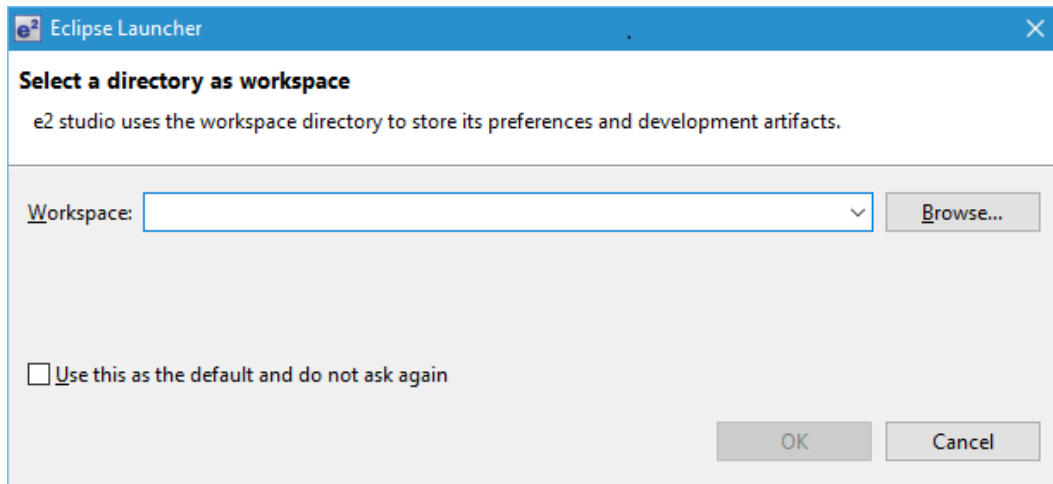 e² Eclipse Launcher
Select a directory as workspace
e2 studio uses the workspace directory to store its preferences and development artifacts.
Workspace: Browse...
Use this as the default and do not ask again
OK Cancel